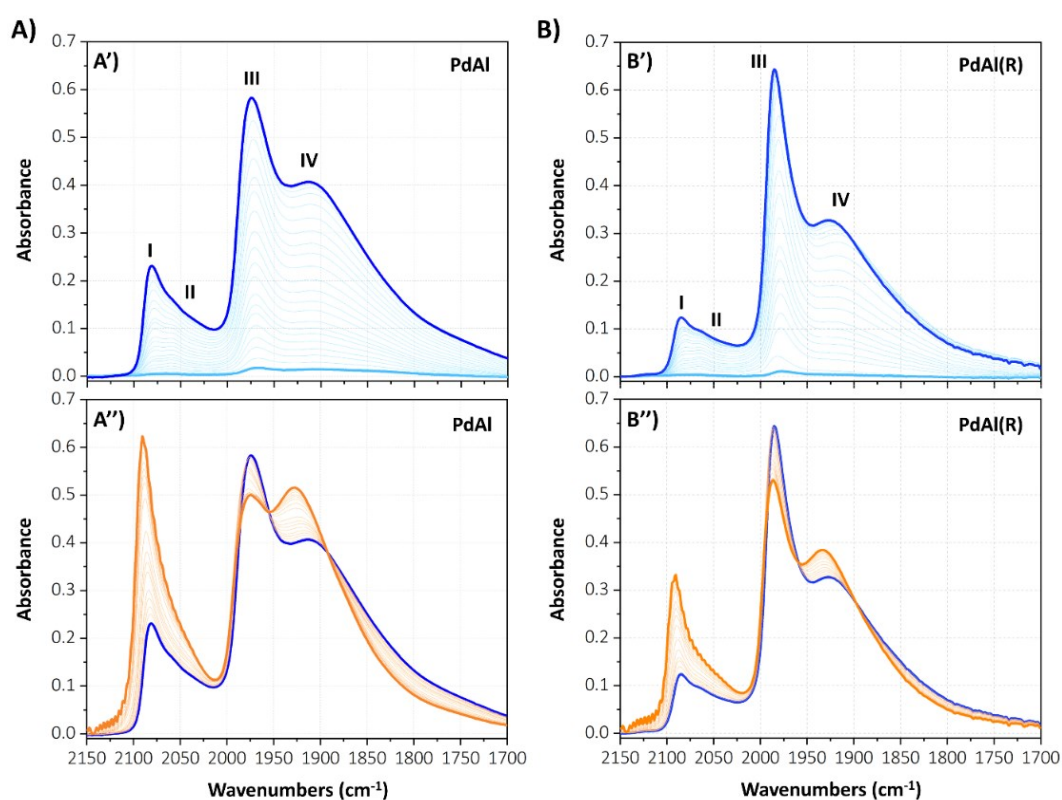 A)
A')
PdAl
I
II
III
IV
0.7
0.6
0.5
0.4
0.3
0.2
0.1
0.0
Absorbance
A'')
PdAl
0.7
0.6
0.5
0.4
0.3
0.2
0.1
0.0
Absorbance
2150 2100 2050 2000 1950 1900 1850 1800 1750 1700
Wavenumbers (cm⁻¹)
B)
B')
PdAl(R)
I
II
III
IV
0.7
0.6
0.5
0.4
0.3
0.2
0.1
0.0
Absorbance
B'')
PdAl(R)
0.7
0.6
0.5
0.4
0.3
0.2
0.1
0.0
Absorbance
2150 2100 2050 2000 1950 1900 1850 1800 1750 1700
Wavenumbers (cm⁻¹)